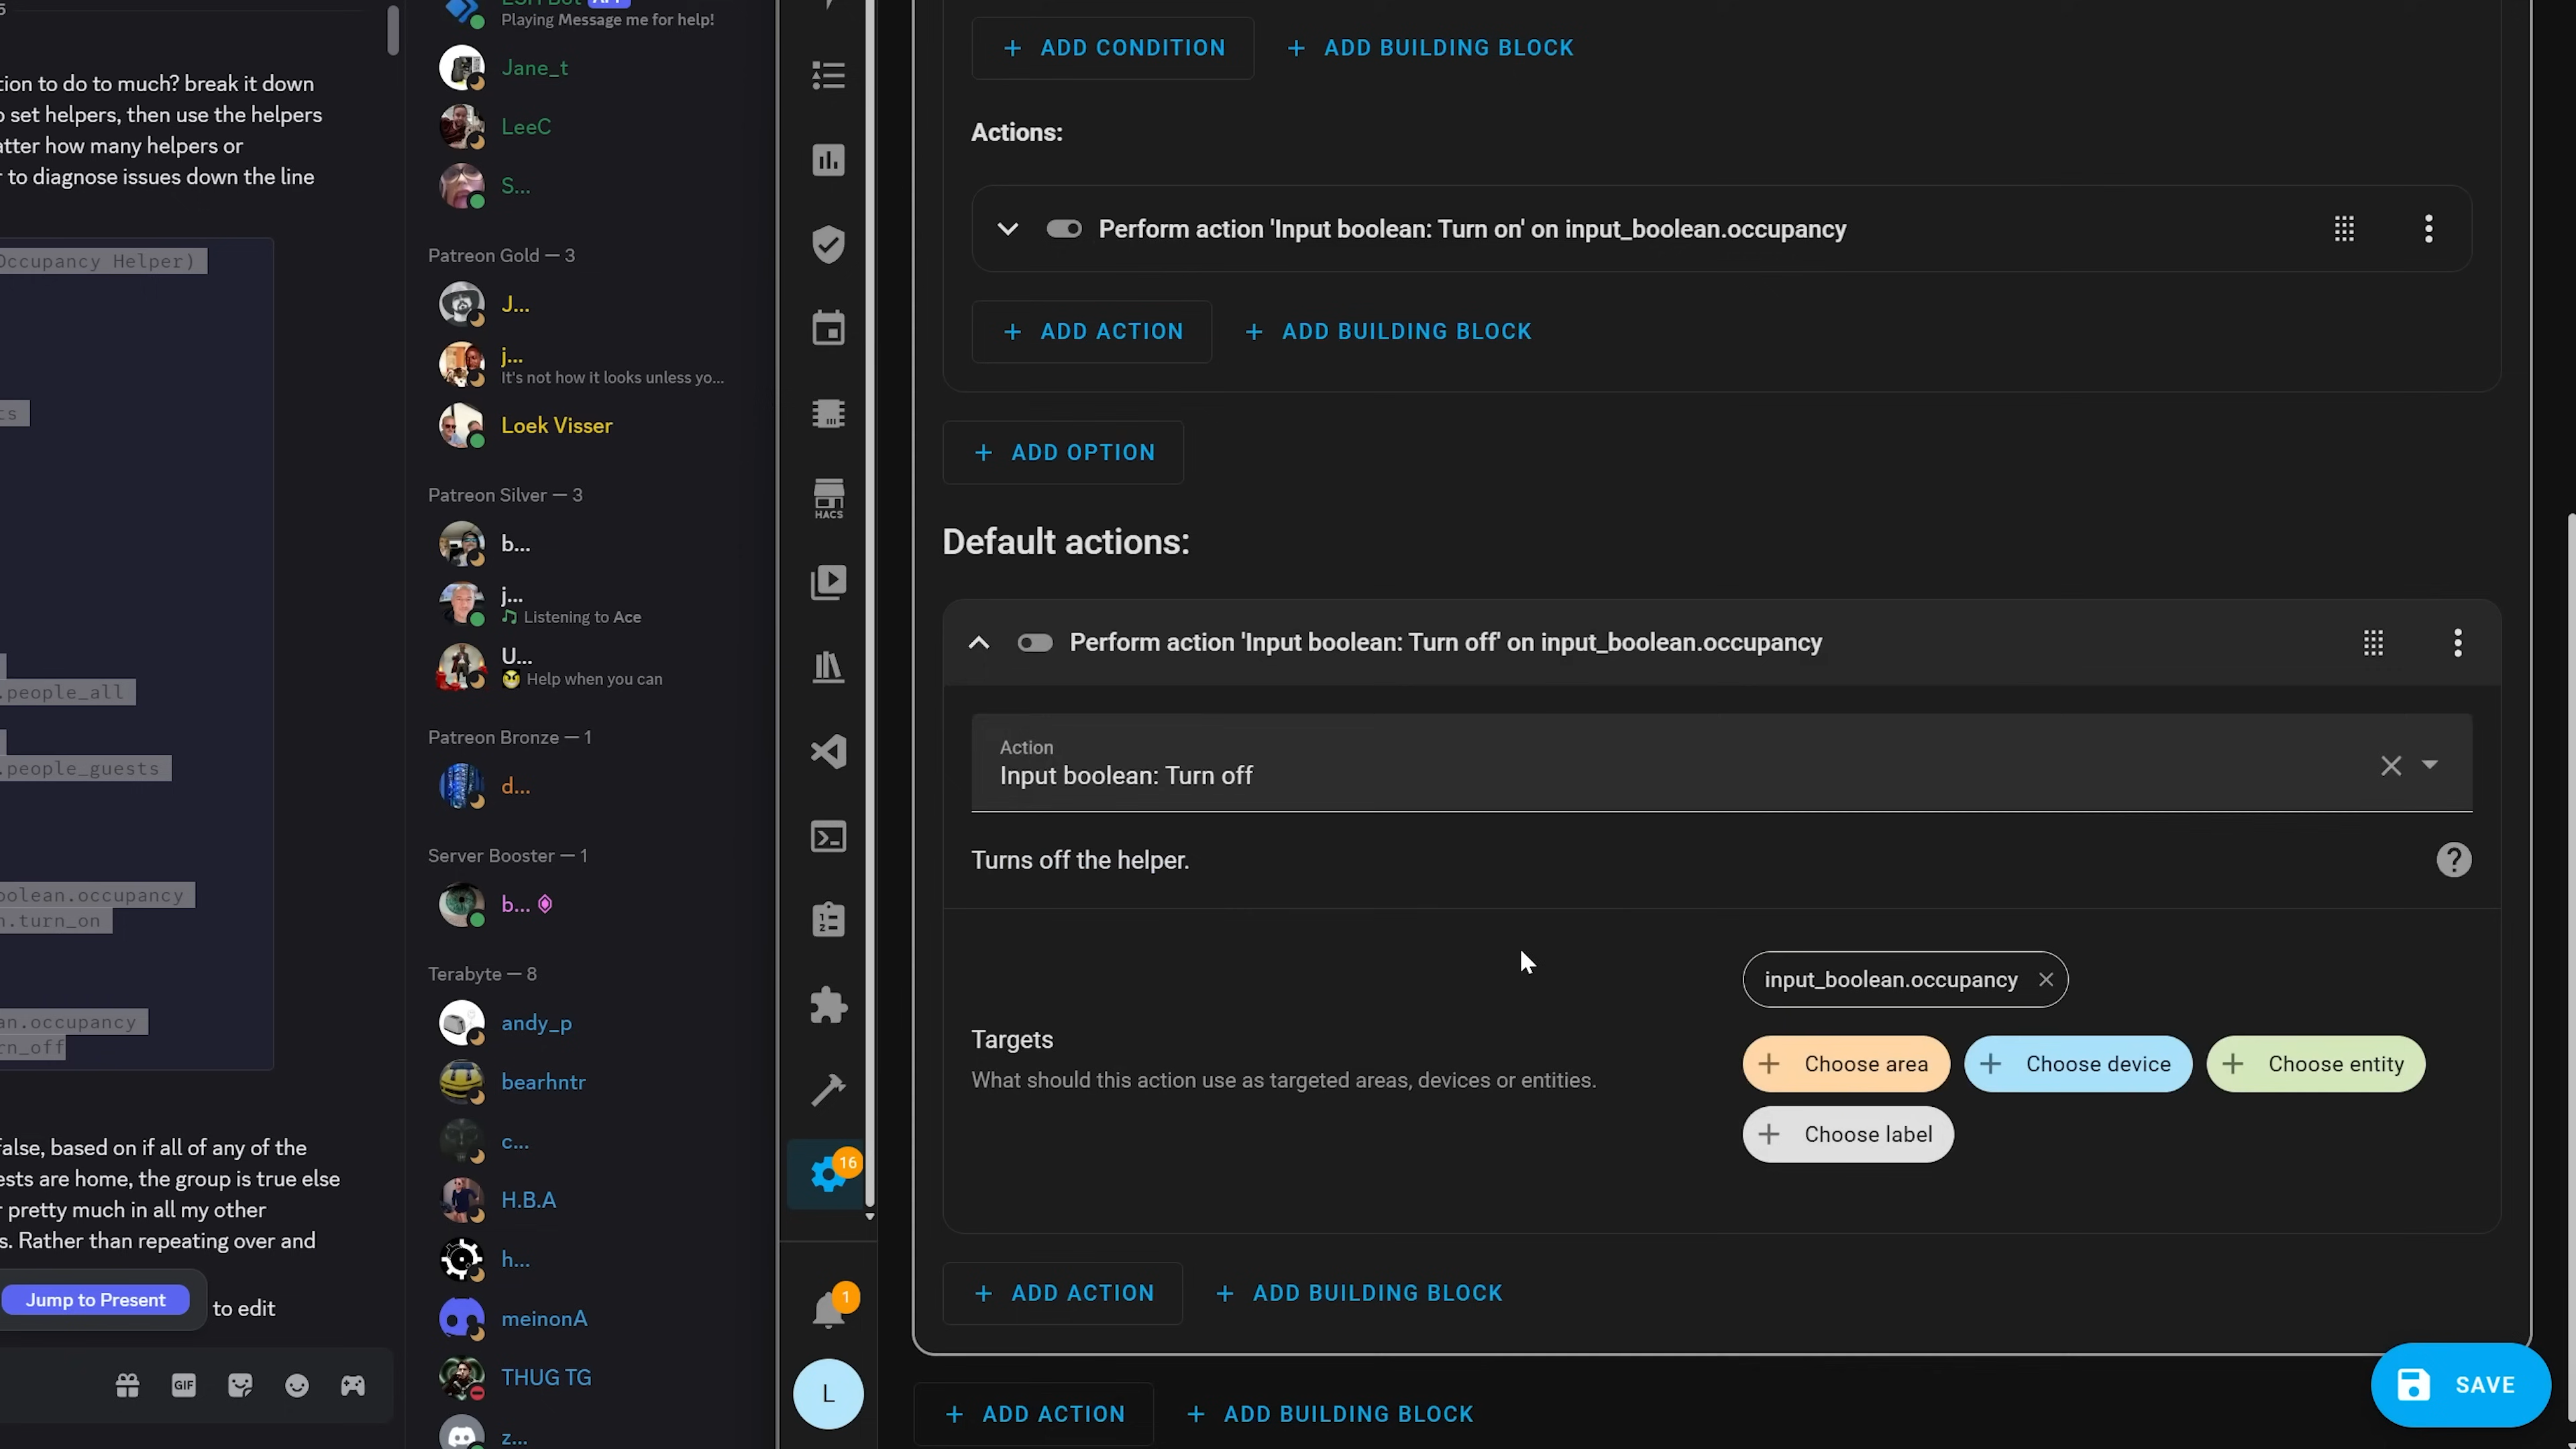 5
tion to do to much? break it down
o set helpers, then use the helpers
atter how many helpers or
r to diagnose issues down the line
Occupancy Helper)
ts
.people_all
.people_guests
oolean.occupancy
n.turn_on
an.occupancy
rn_off
false, based on if all of any of the
ests are home, the group is true else
r pretty much in all my other
s. Rather than repeating over and
Jump to Present
to edit
GIF
Playing Message me for help!
Jane_t
LeeC
S...
Patreon Gold — 3
J...
j...
It's not how it looks unless yo...
Loek Visser
Patreon Silver — 3
b...
j...
Listening to Ace
U...
Help when you can
Patreon Bronze — 1
d...
Server Booster — 1
b...
Terabyte — 8
andy_p
bearhntr
c...
H.B.A
h...
meinonA
THUG TG
z...
HACS
16
1
L
ADD CONDITION
ADD BUILDING BLOCK
Actions:
Perform action 'Input boolean: Turn on' on input_boolean.occupancy
ADD ACTION
ADD BUILDING BLOCK
ADD OPTION
Default actions:
Perform action 'Input boolean: Turn off' on input_boolean.occupancy
Action
Input boolean: Turn off
Turns off the helper.
input_boolean.occupancy
Targets
What should this action use as targeted areas, devices or entities.
Choose area
Choose device
Choose entity
Choose label
ADD ACTION
ADD BUILDING BLOCK
ADD ACTION
ADD BUILDING BLOCK
SAVE